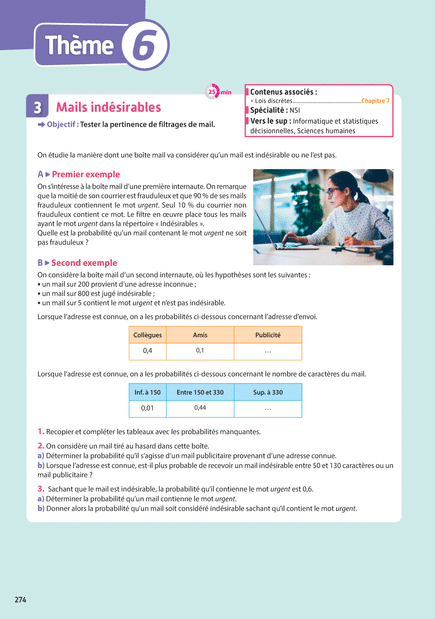 Thème 6
25 min
Contenus associés :
• Lois discrètes Chapitre 7
Spécialité : NSI
Vers le sup : Informatique et statistiques
décisionnelles, Sciences humaines
3 Mails indésirables
Objectif : Tester la pertinence de filtrages de mail.
On étudie la manière dont une boîte mail va considérer qu'un mail est indésirable ou ne l'est pas.
A Premier exemple
On s'intéresse à la boîte mail d'une première internaute. On remarque
que la moitié de son courrier est frauduleux et que 90 % de ses mails
frauduleux contiennent le mot urgent. Seul 10 % du courrier non
frauduleux contient ce mot. Le filtre en œuvre place tous les mails
ayant le mot urgent dans la répertoire « Indésirables ».
Quelle est la probabilité qu'un mail contenant le mot urgent ne soit
pas frauduleux ?
B Second exemple
On considère la boîte mail d'un second internaute, où les hypothèses sont les suivantes :
• un mail sur 200 provient d'une adresse inconnue ;
• un mail sur 800 est jugé indésirable ;
• un mail sur 5 contient le mot urgent et n'est pas indésirable.
Lorsque l'adresse est connue, on a les probabilités ci-dessous concernant l'adresse d'envoi.
Collègues Amis Publicité
0,4 0,1 …
Lorsque l'adresse est connue, on a les probabilités ci-dessous concernant le nombre de caractères du mail.
Inf. à 150 Entre 150 et 330 Sup. à 330
0,01 0,44 …
1. Recopier et compléter les tableaux avec les probabilités manquantes.
2. On considère un mail tiré au hasard dans cette boîte.
a) Déterminer la probabilité qu'il s'agisse d'un mail publicitaire provenant d'une adresse connue.
b) Lorsque l'adresse est connue, est-il plus probable de recevoir un mail indésirable entre 50 et 130 caractères ou un
mail publicitaire ?
3. Sachant que le mail est indésirable, la probabilité qu'il contienne le mot urgent est 0,6.
a) Déterminer la probabilité qu'un mail contienne le mot urgent.
b) Donner alors la probabilité qu'un mail soit considéré indésirable sachant qu'il contient le mot urgent.
274